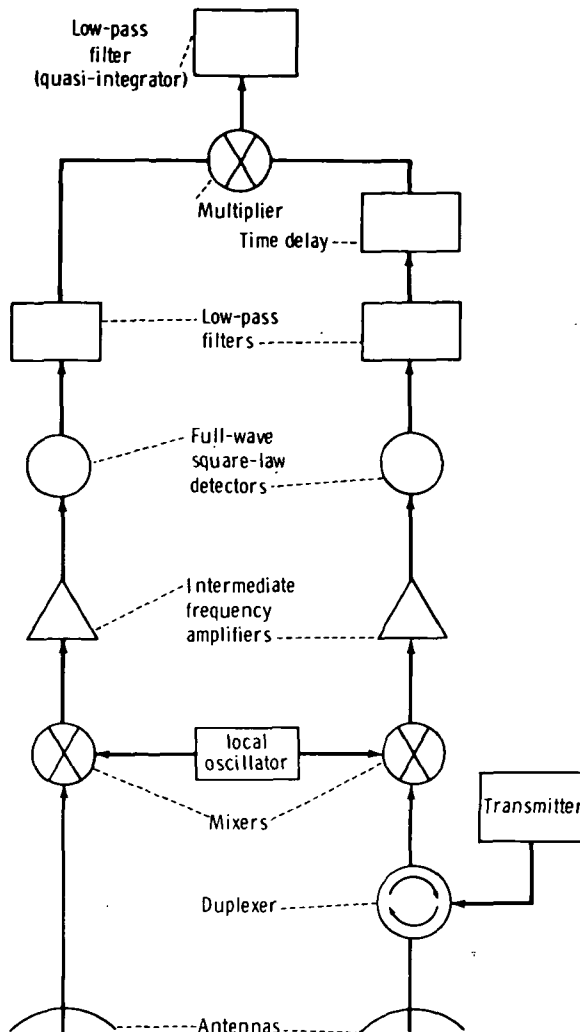 Low-pass
filter
(quasi-integrator)
Multiplier
Time delay
Low-pass
filters
Full-wave
square-law
detectors
Intermediate
frequency
amplifiers
local
oscillator
Mixers
Transmitter
Duplexer
Antennas